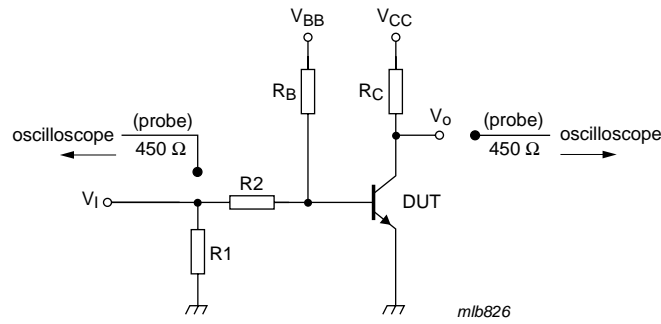 VBB VCC
RB RC
(probe) Vo (probe)
oscilloscope 450 Ω 450 Ω oscilloscope
R2 DUT
VI
R1
mlb826